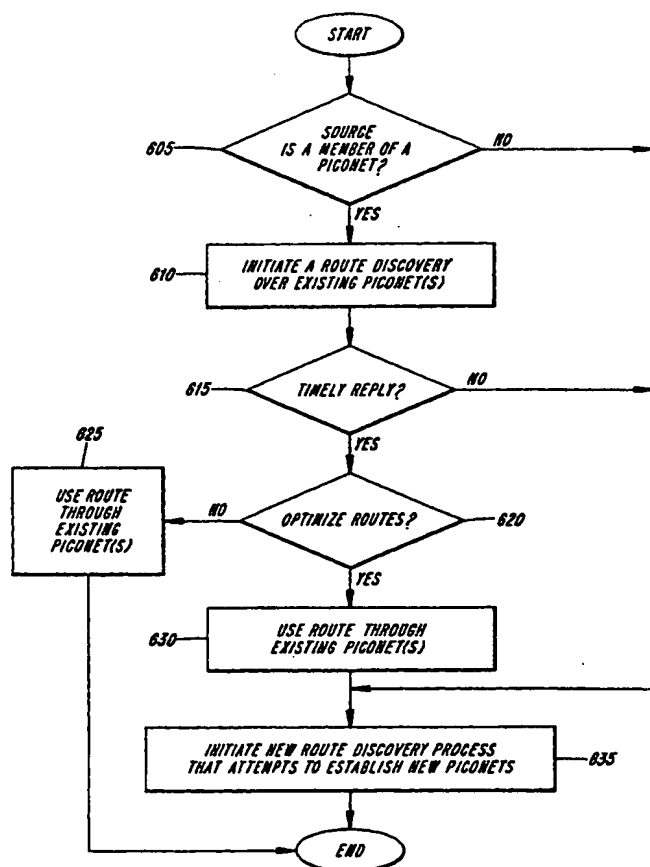 START
SOURCE
IS A MEMBER OF A
PICONET?
605
NO
YES
610
INITIATE A ROUTE DISCOVERY
OVER EXISTING PICONET(S)
615
TIMELY REPLY?
NO
YES
625
USE ROUTE
THROUGH
EXISTING
PICONET(S)
NO
OPTIMIZE ROUTES?
620
YES
630
USE ROUTE THROUGH
EXISTING PICONET(S)
INITIATE NEW ROUTE DISCOVERY PROCESS
THAT ATTEMPTS TO ESTABLISH NEW PICONETS
635
END